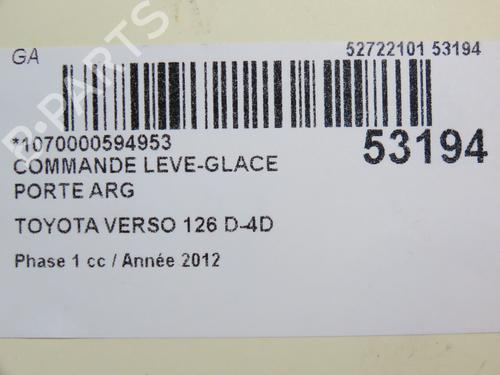 GA
52722101 53194
*1070000594953
53194
COMMANDE LEVE-GLACE
PORTE ARG
TOYOTA VERSO 126 D-4D
Phase 1 cc / Année 2012
B-PARTS